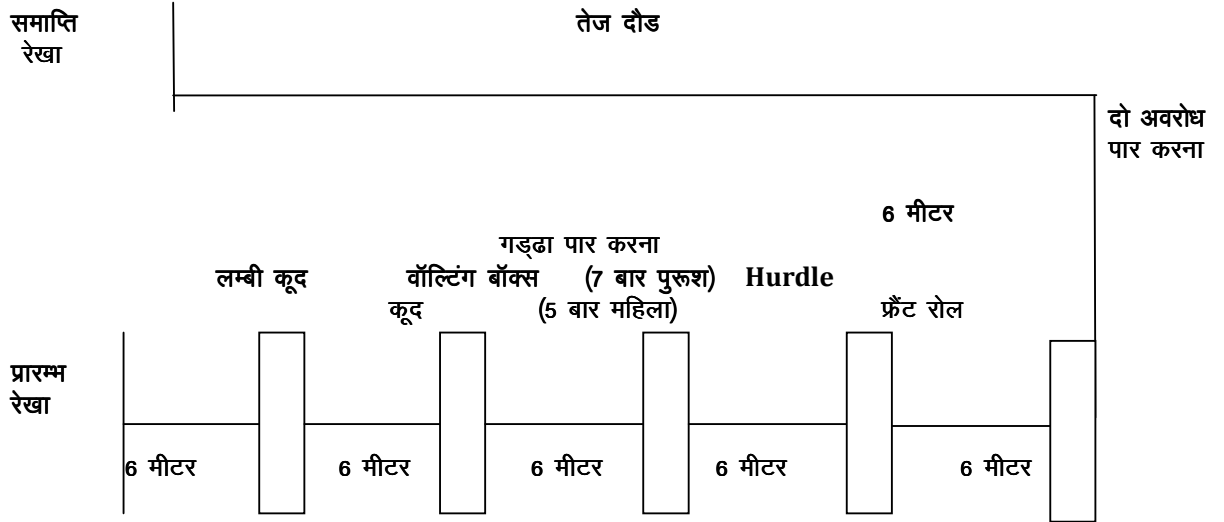 समाप्ति
रेखा
तेज दौड
दो अवरोध
पार करना
6 मीटर
गड्ढा पार करना
लम्बी कूद वॉल्टिंग बॉक्स (7 बार पुरूश) Hurdle
कूद (5 बार महिला) फ्रैंट रोल
प्रारम्भ
रेखा
6 मीटर 6 मीटर 6 मीटर 6 मीटर 6 मीटर